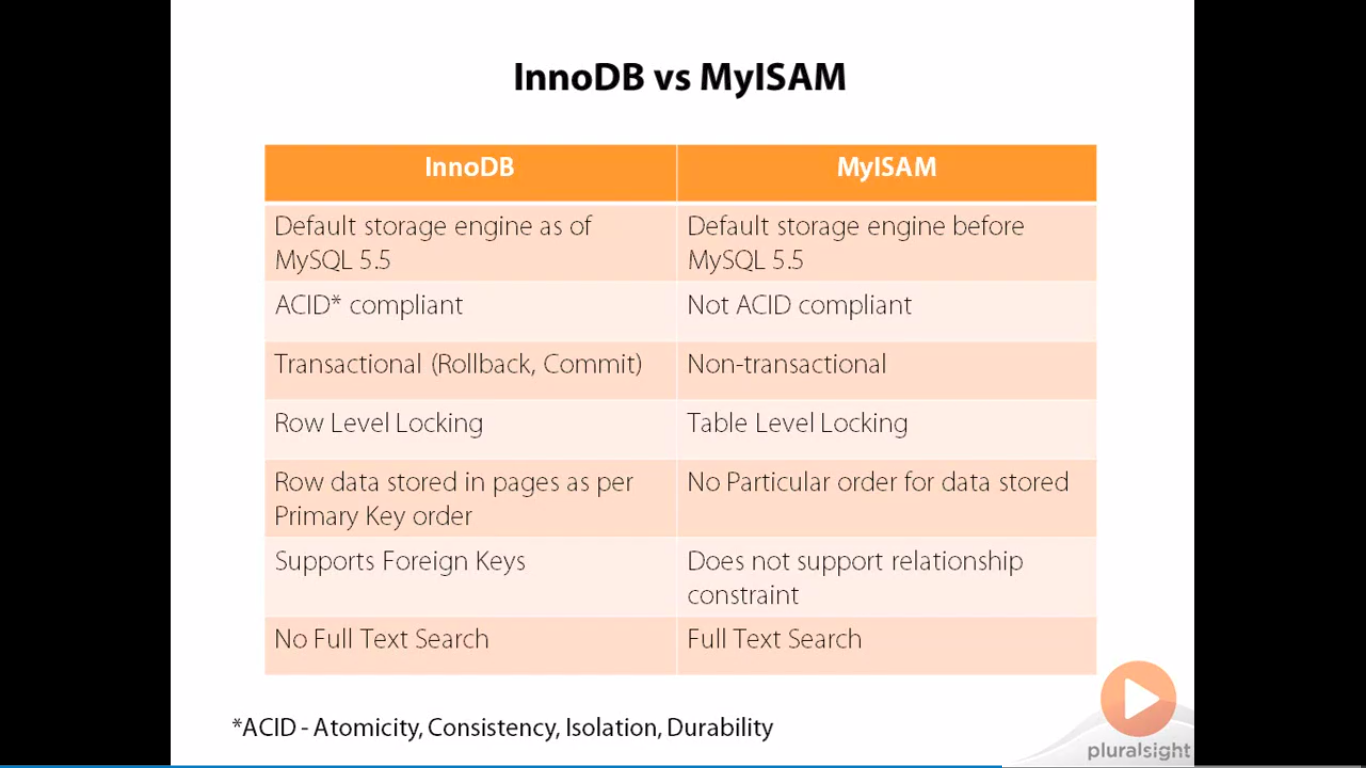 InnoDB vs MyISAM
InnoDB
MyISAM
Default storage engine as of
MySQL 5.5
Default storage engine before
MySQL 5.5
ACID* compliant
Not ACID compliant
Transactional (Rollback, Commit)
Non-transactional
Row Level Locking
Table Level Locking
Row data stored in pages as per
Primary Key order
No Particular order for data stored
Supports Foreign Keys
Does not support relationship
constraint
No Full Text Search
Full Text Search
*ACID - Atomicity, Consistency, Isolation, Durability
pluralsight